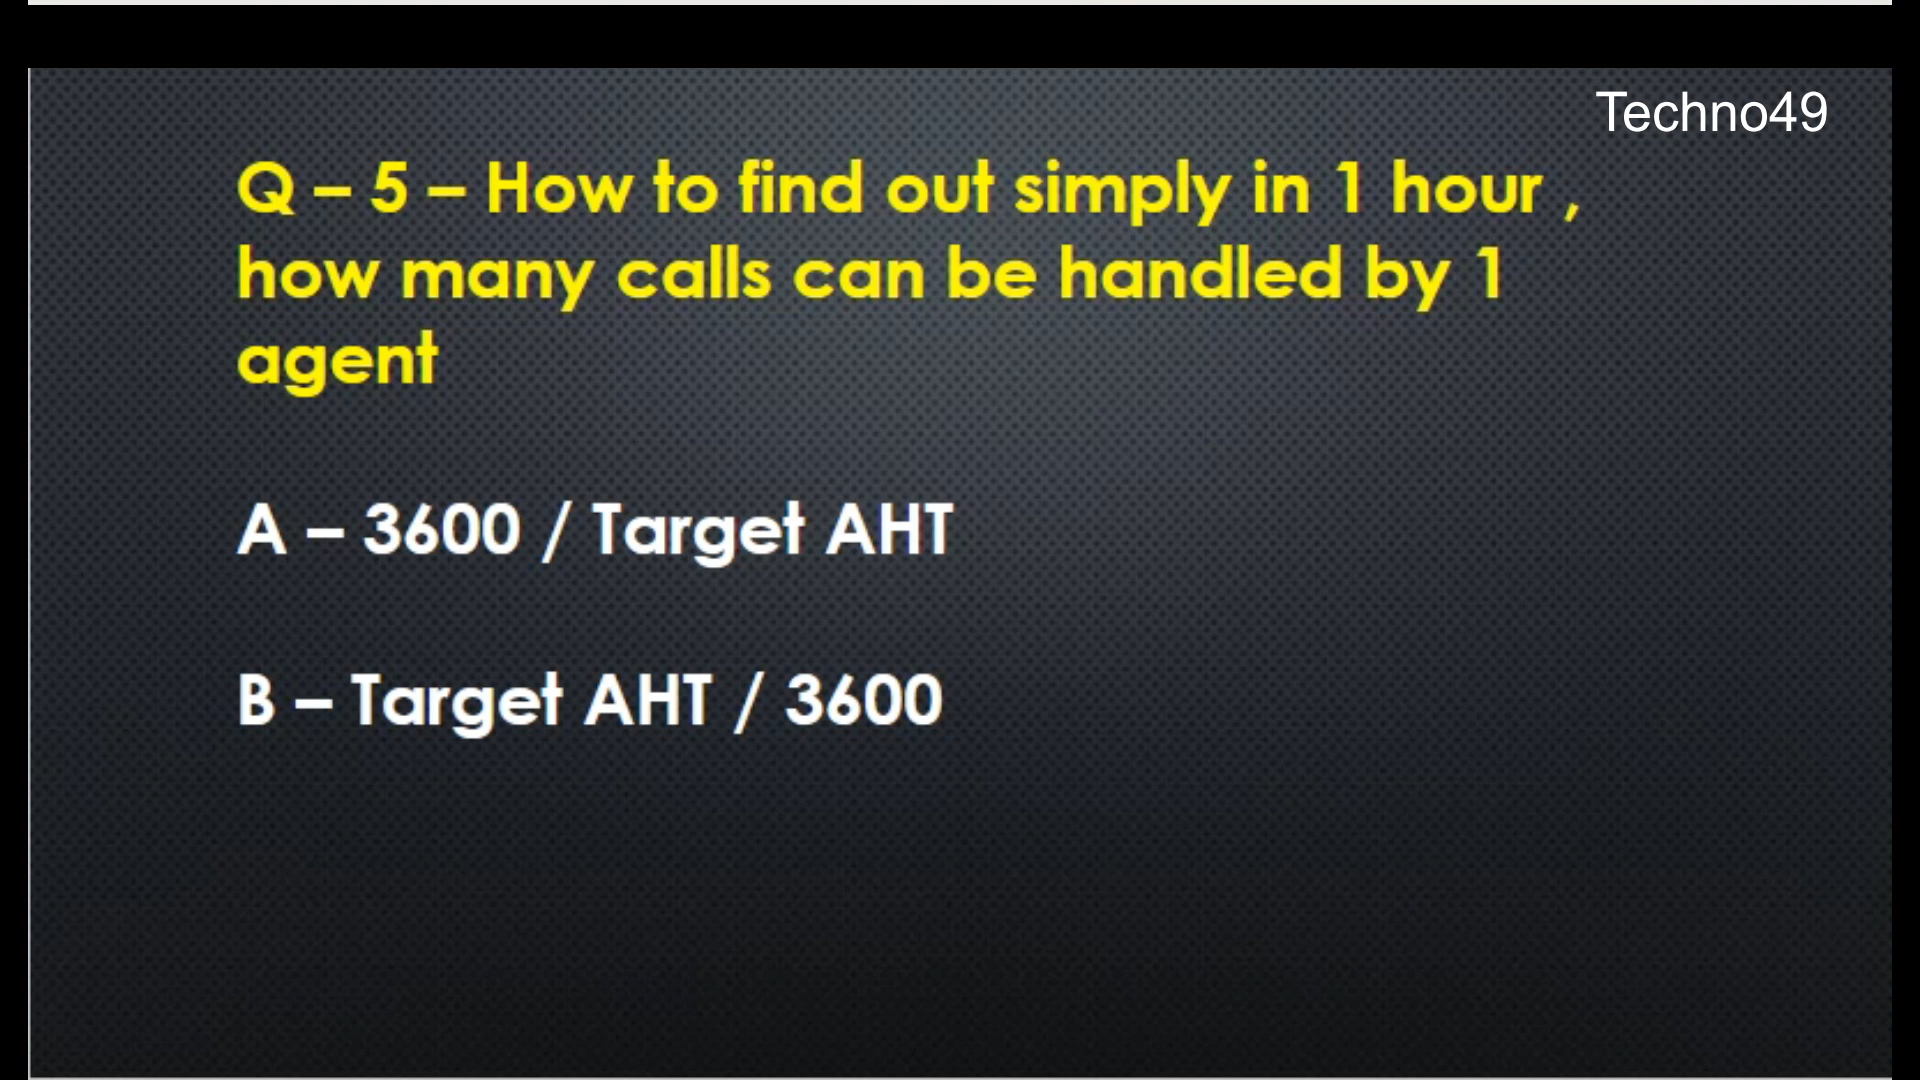 Techno49
Q – 5 – How to find out simply in 1 hour ,
how many calls can be handled by 1
agent
A – 3600 / Target AHT
B – Target AHT / 3600